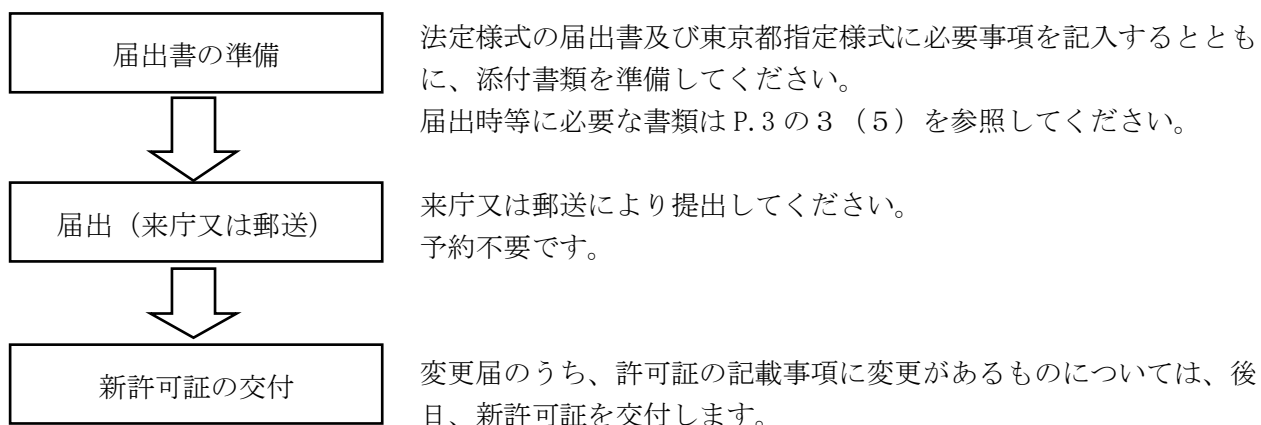 届出書の準備
法定様式の届出書及び東京都指定様式に必要事項を記入するととも
に、添付書類を準備してください。
届出時等に必要な書類は P.3 の３（５）を参照してください。
届出（来庁又は郵送）
来庁又は郵送により提出してください。
予約不要です。
新許可証の交付
変更届のうち、許可証の記載事項に変更があるものについては、後
日、新許可証を交付します。